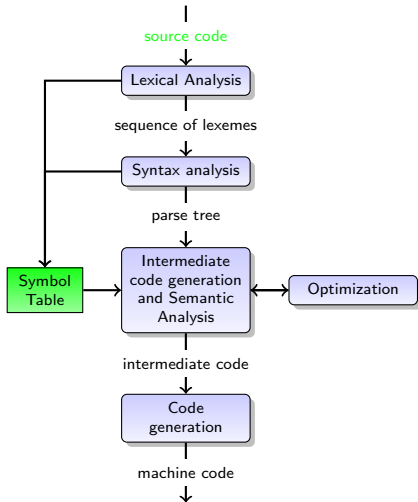 source code
Lexical Analysis
sequence of lexemes
Syntax analysis
parse tree
Symbol
Table
Intermediate
code generation
and Semantic
Analysis
Optimization
intermediate code
Code
generation
machine code